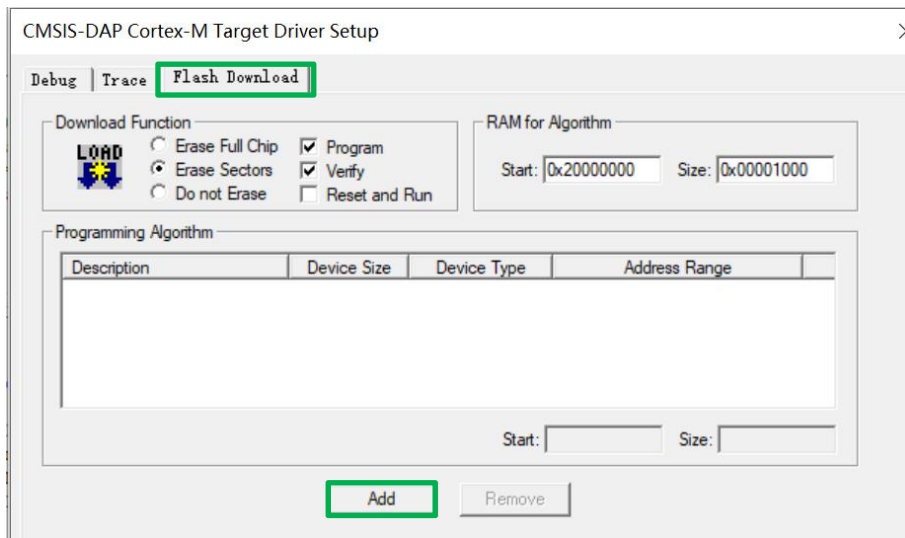 CMSIS-DAP Cortex-M Target Driver Setup
Debug Trace Flash Download
Download Function
LOAD
Erase Full Chip Program
Erase Sectors Verify
Do not Erase Reset and Run
RAM for Algorithm
Start: 0x20000000 Size: 0x00001000
Programming Algorithm
Description Device Size Device Type Address Range
Start: Size:
Add Remove